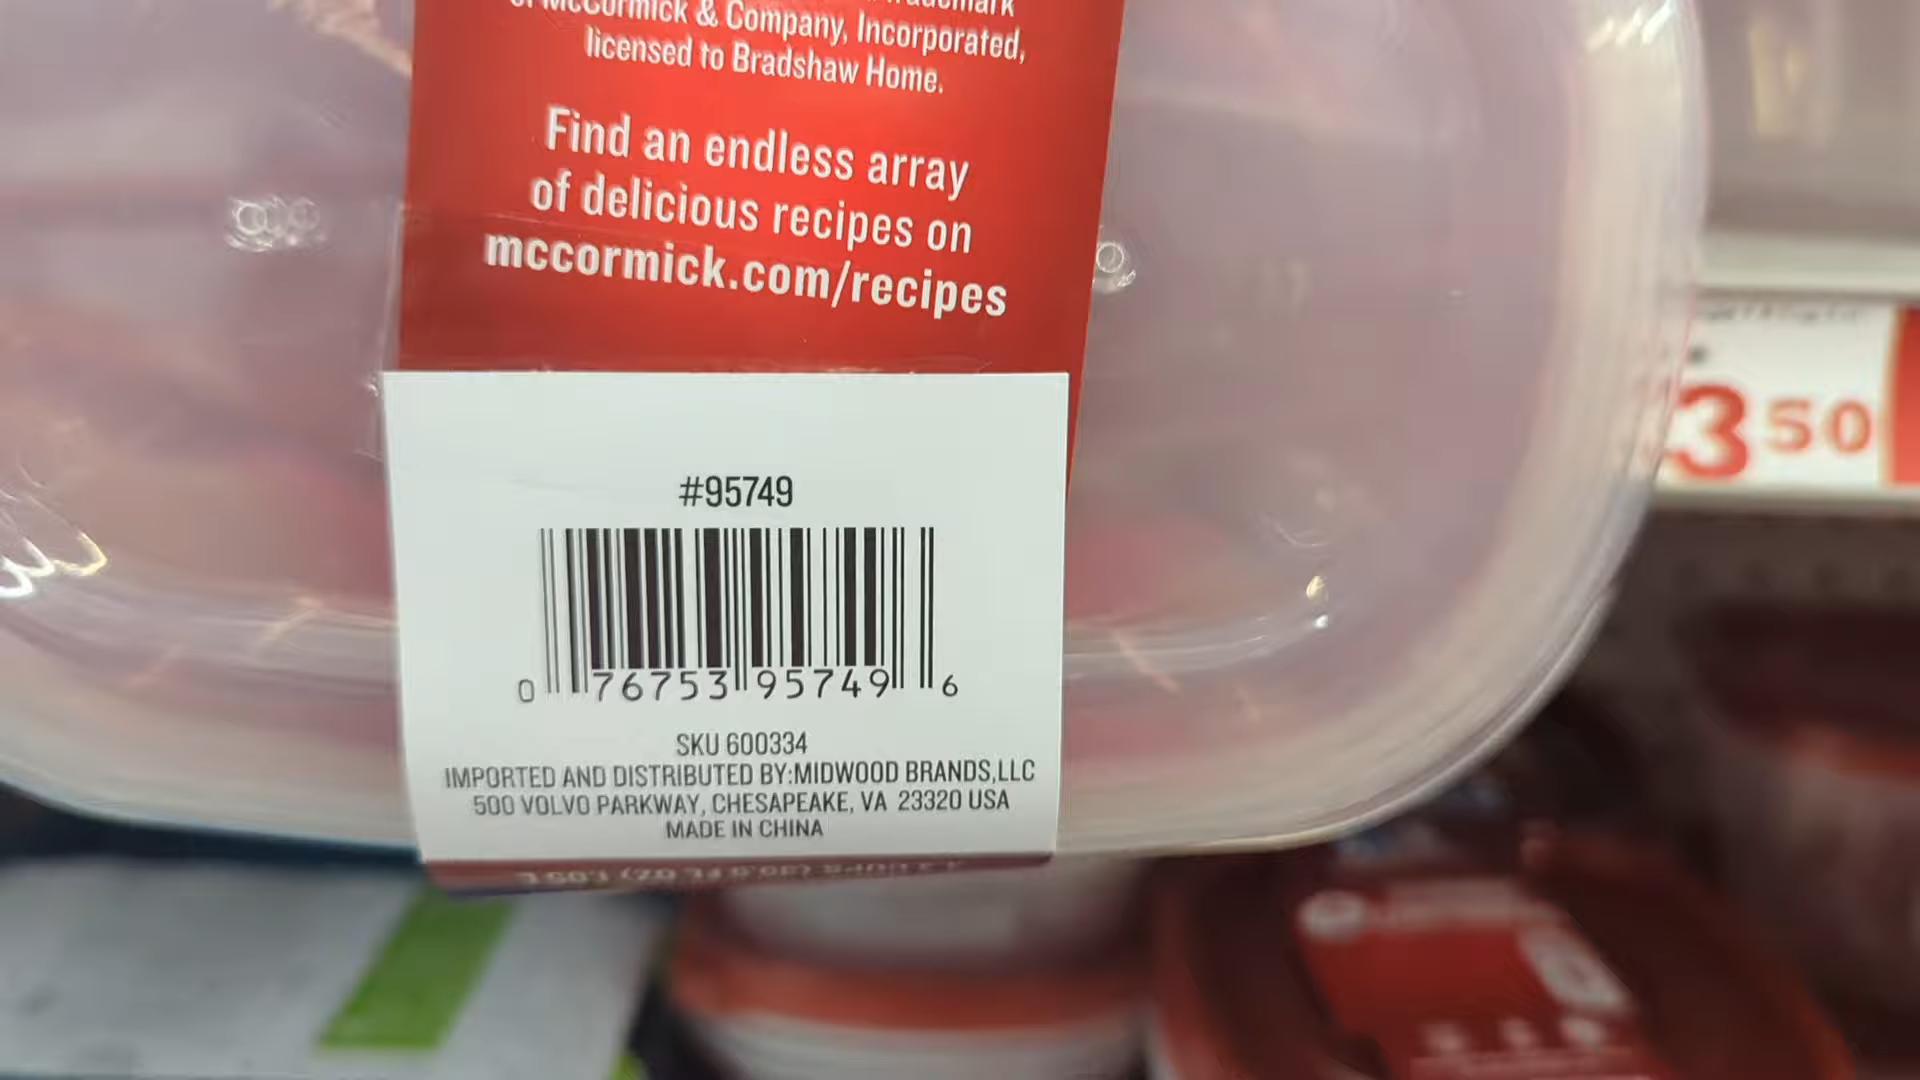 of McCormick & Company, Incorporated,
licensed to Bradshaw Home.
Find an endless array
of delicious recipes on
mccormick.com/recipes
#95749
0 76753 95749 6
SKU 600334
IMPORTED AND DISTRIBUTED BY:MIDWOOD BRANDS,LLC
500 VOLVO PARKWAY, CHESAPEAKE, VA 23320 USA
MADE IN CHINA
350